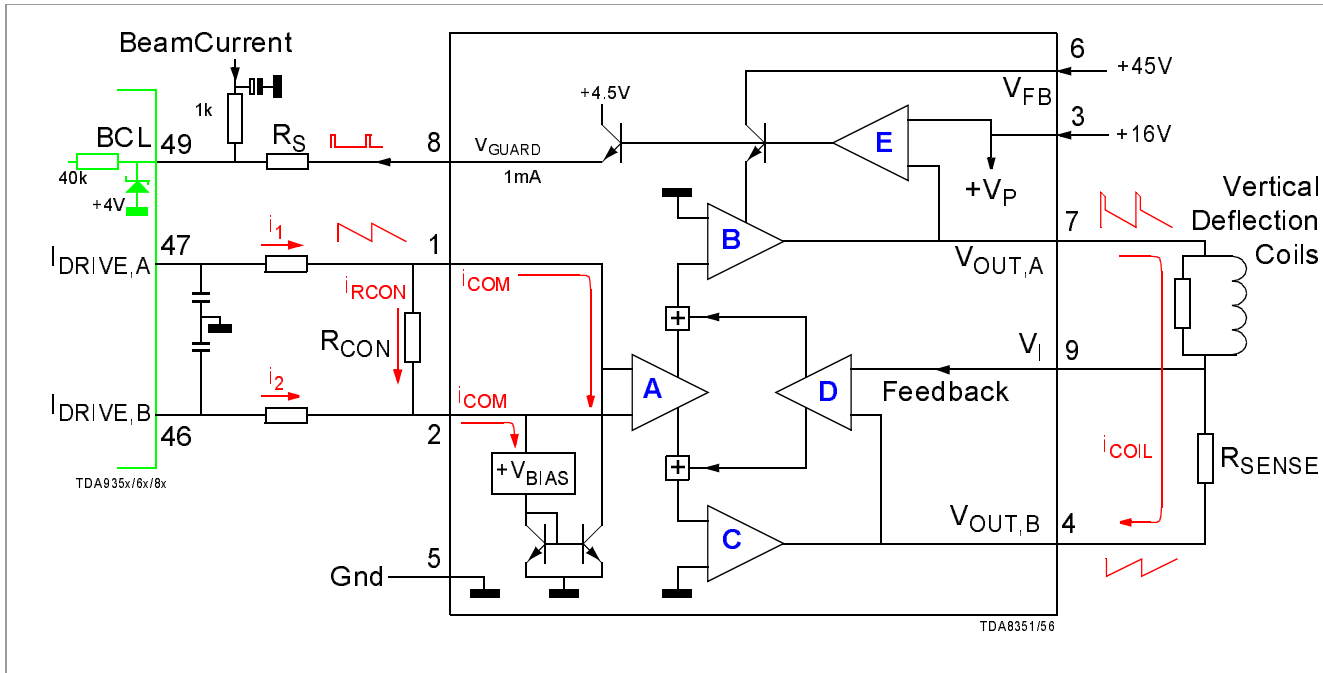 BeamCurrent
6
+45V
VFB
+4.5V
1k
3
+16V
BCL
49
RS
8
VGUARD
1mA
E
+VP
40k
+4V
Vertical
Deflection
Coils
47
i1
1
B
7
IDRIVE,A
iCOM
VOUT,A
iRCON
+
RCON
VI
9
i2
iCOM
A
D
Feedback
IDRIVE,B
46
2
iCOIL
RSENSE
+VBIAS
+
TDA935x/6x/8x
VOUT,B
4
C
5
Gnd
TDA8351/56